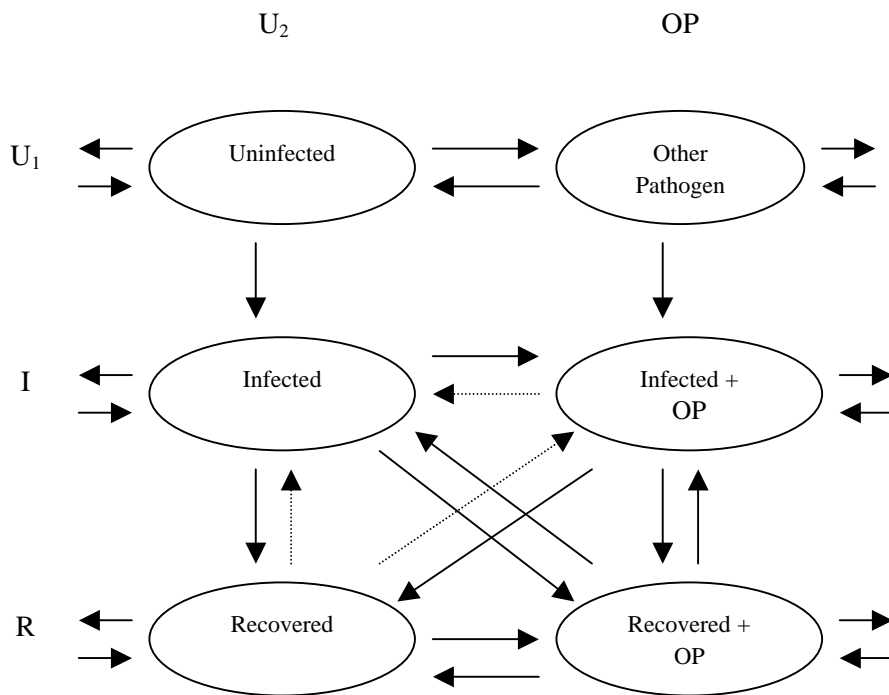 U₂ OP
U₁
Uninfected
Other
Pathogen
I
Infected
Infected +
OP
R
Recovered
Recovered +
OP